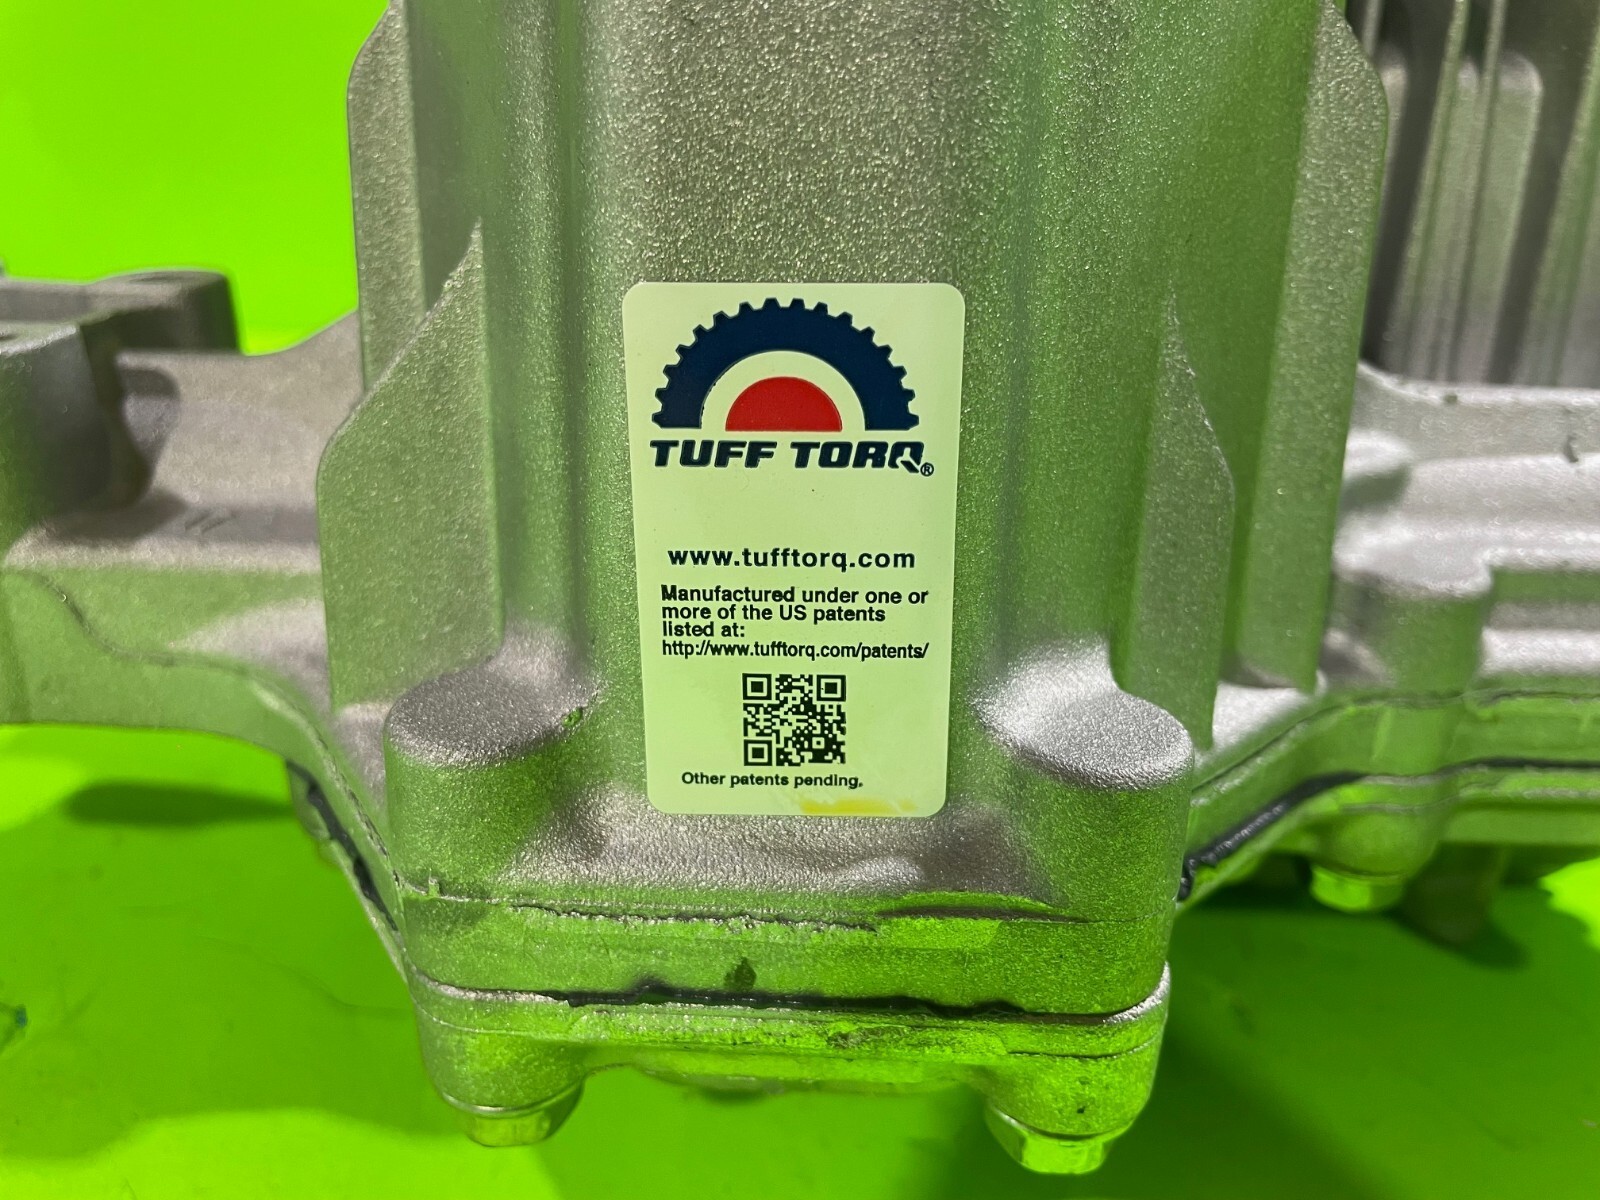 TUFF TORQ®
www.tufftorq.com
Manufactured under one or
more of the US patents
listed at:
http://www.tufftorq.com/patents/
Other patents pending.